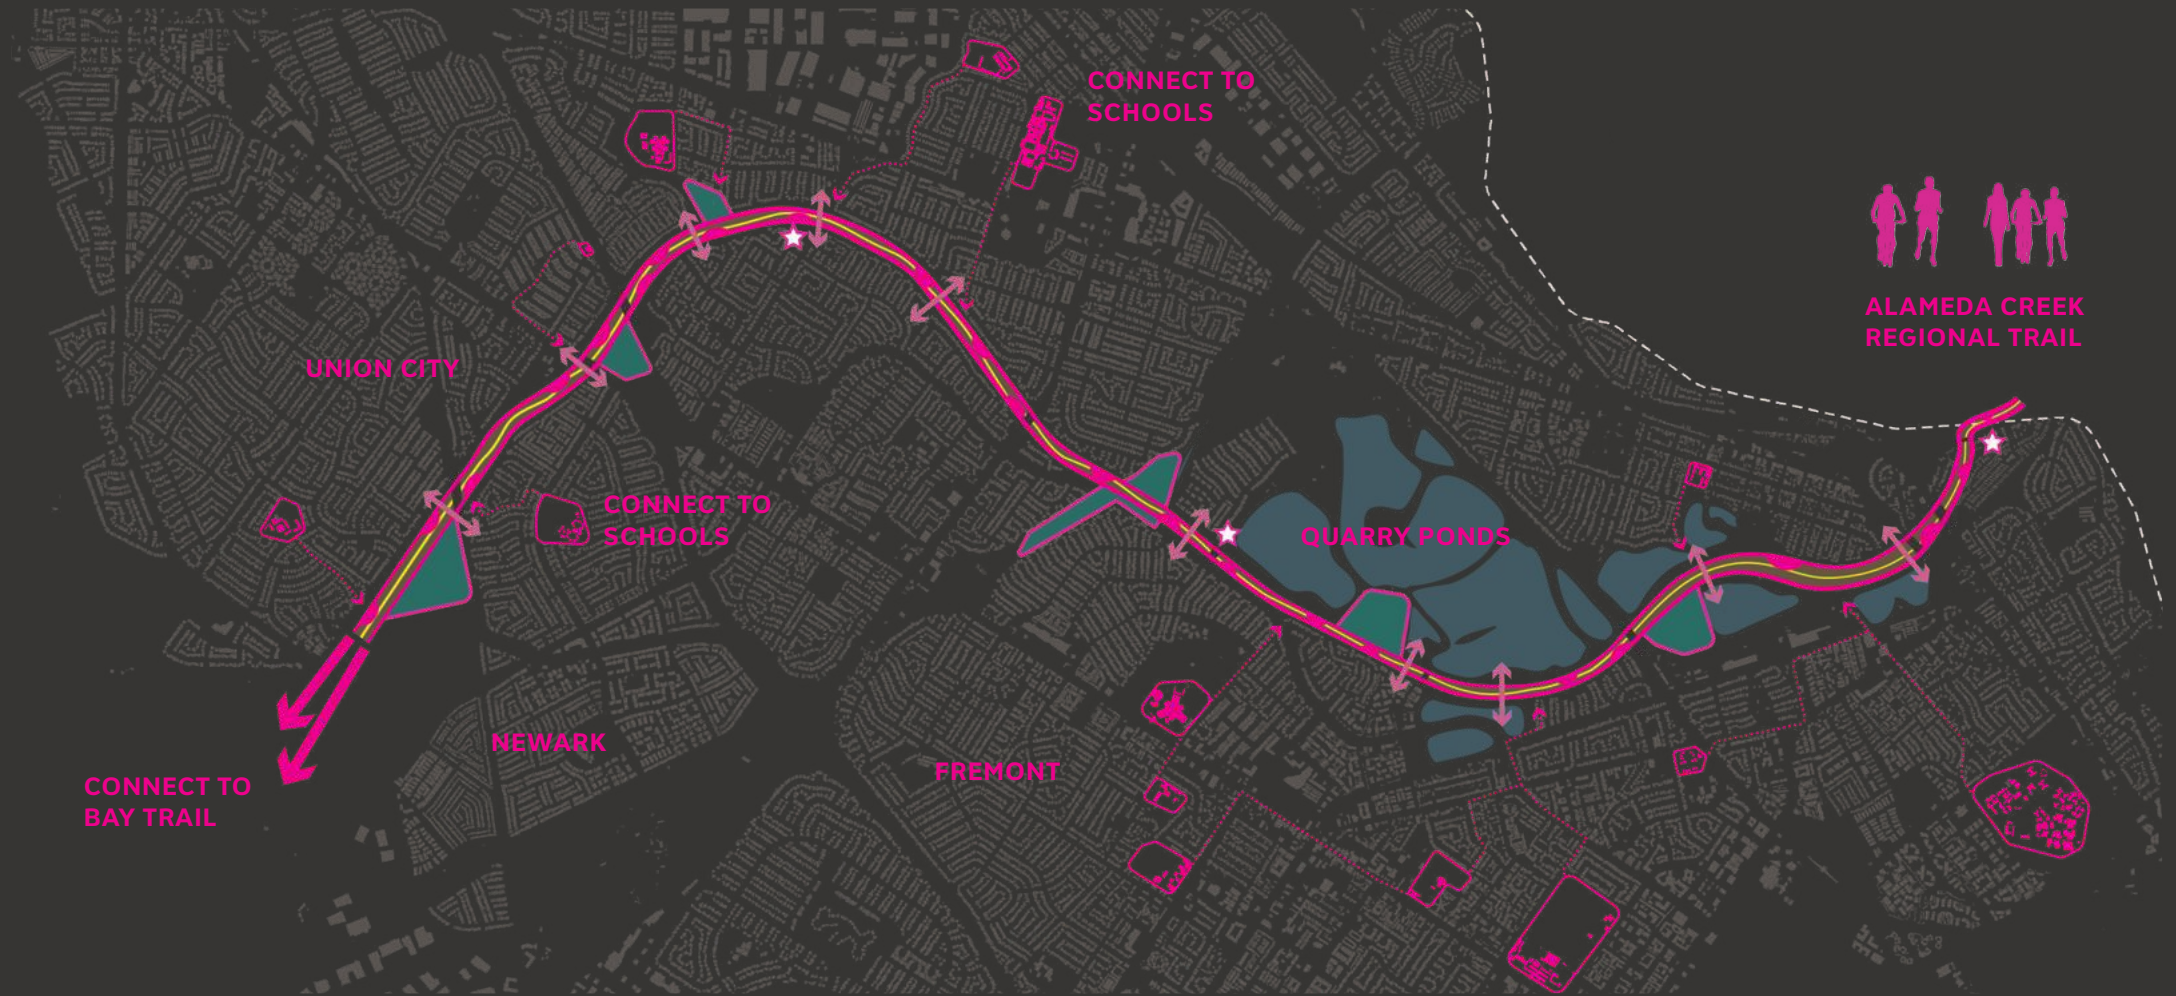 CONNECT TO
SCHOOLS
ALAMEDA CREEK
REGIONAL TRAIL
UNION CITY
CONNECT TO
SCHOOLS
QUARRY PONDS
NEWARK
FREMONT
CONNECT TO
BAY TRAIL